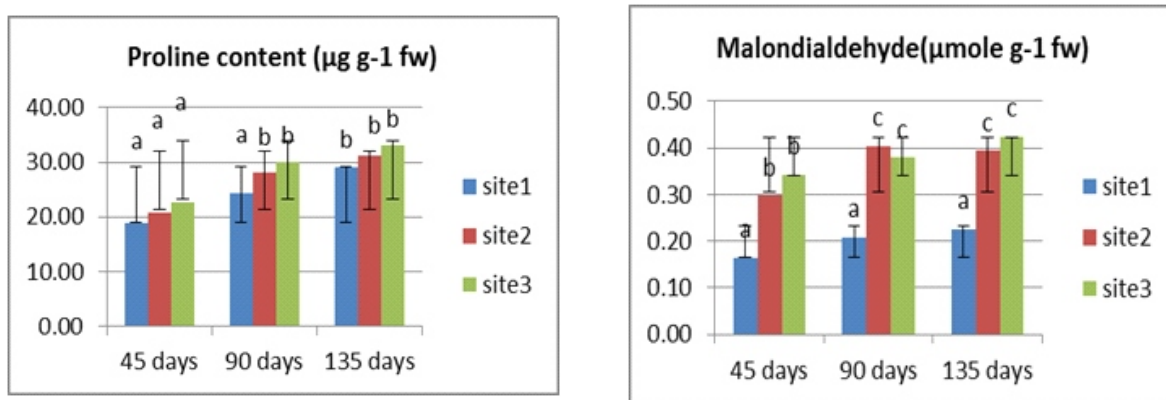 Proline content (µg g-1 fw)
40.00
30.00
20.00
10.00
0.00
a
a
a
a
b
b
b
b
b
45 days
90 days
135 days
site1
site2
site3
Malondialdehyde(µmole g-1 fw)
0.50
0.40
0.30
0.20
0.10
0.00
a
b
b
a
c
c
a
c
c
45 days
90 days
135 days
site1
site2
site3